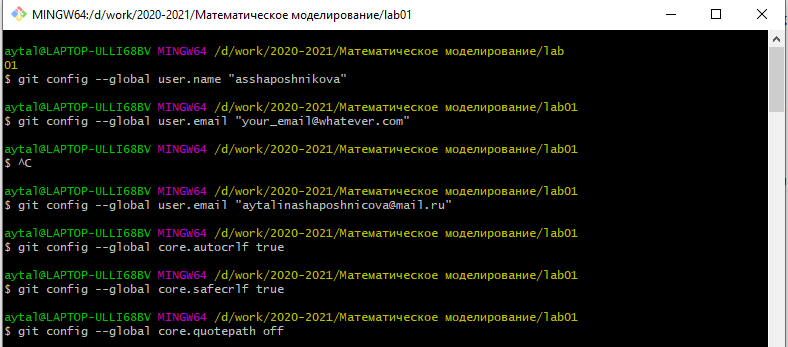 MINGW64:/d/work/2020-2021/Математическое моделирование/lab01
aytal@LAPTOP-ULLI68BV MINGW64 /d/work/2020-2021/Математическое моделирование/lab
01
$ git config --global user.name "asshaposhnikova"
aytal@LAPTOP-ULLI68BV MINGW64 /d/work/2020-2021/Математическое моделирование/lab01
$ git config --global user.email "your_email@whatever.com"
aytal@LAPTOP-ULLI68BV MINGW64 /d/work/2020-2021/Математическое моделирование/lab01
$ ^C
aytal@LAPTOP-ULLI68BV MINGW64 /d/work/2020-2021/Математическое моделирование/lab01
$ git config --global user.email "aytalinashaposhnicova@mail.ru"
aytal@LAPTOP-ULLI68BV MINGW64 /d/work/2020-2021/Математическое моделирование/lab01
$ git config --global core.autocrlf true
aytal@LAPTOP-ULLI68BV MINGW64 /d/work/2020-2021/Математическое моделирование/lab01
$ git config --global core.safecrlf true
aytal@LAPTOP-ULLI68BV MINGW64 /d/work/2020-2021/Математическое моделирование/lab01
$ git config --global core.quotepath off